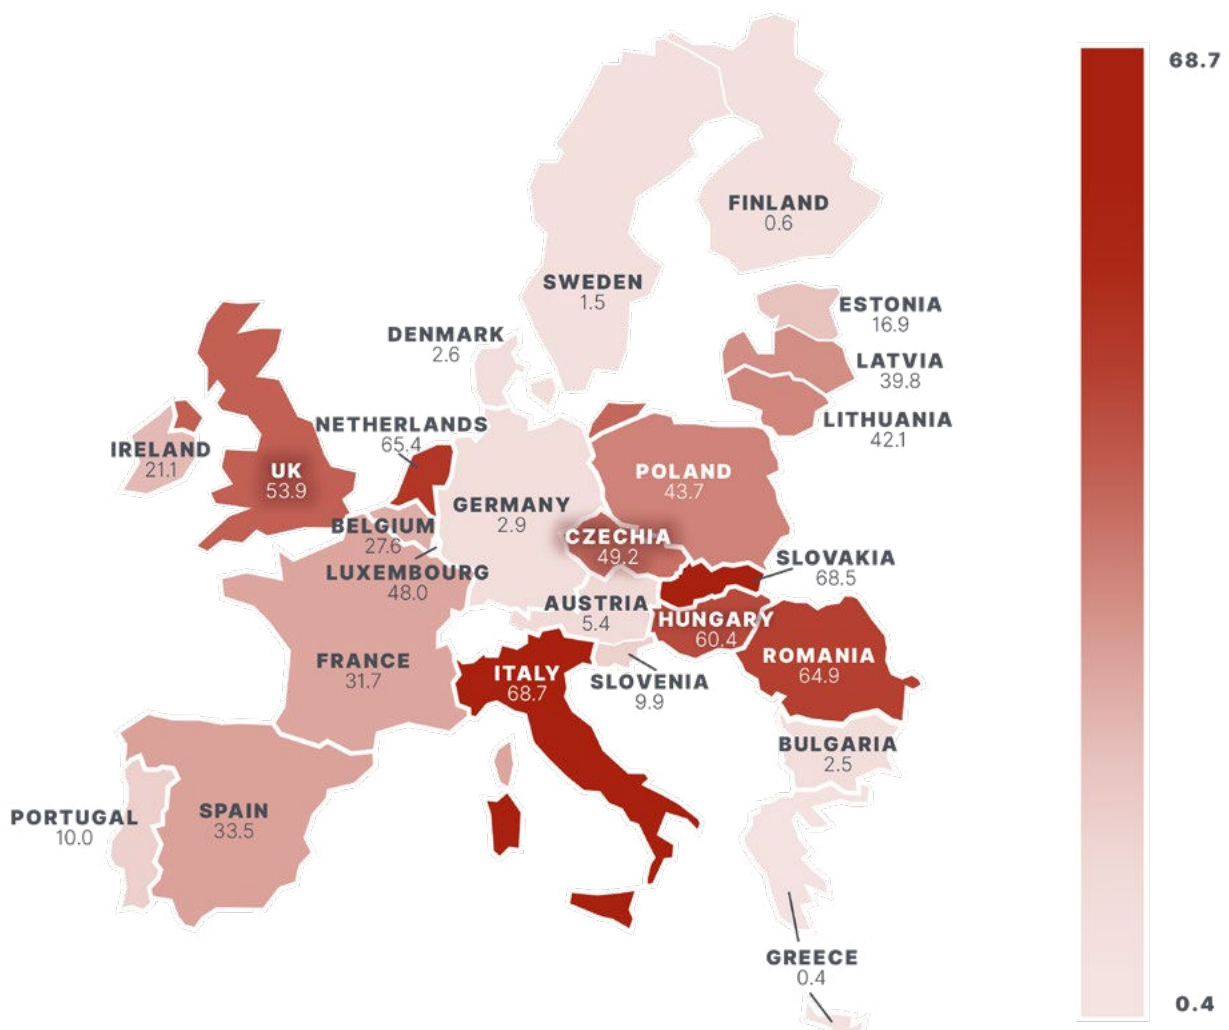 68.7
FINLAND
0.6
SWEDEN
1.5
ESTONIA
16.9
DENMARK
2.6
LATVIA
39.8
LITHUANIA
42.1
NETHERLANDS
65.4
IRELAND
21.1
UK
53.9
POLAND
43.7
GERMANY
2.9
BELGIUM
27.6
CZECHIA
49.2
SLOVAKIA
68.5
LUXEMBOURG
48.0
AUSTRIA
5.4
HUNGARY
60.4
ROMANIA
64.9
FRANCE
31.7
ITALY
68.7
SLOVENIA
9.9
BULGARIA
2.5
PORTUGAL
10.0
SPAIN
33.5
GREECE
0.4
0.4